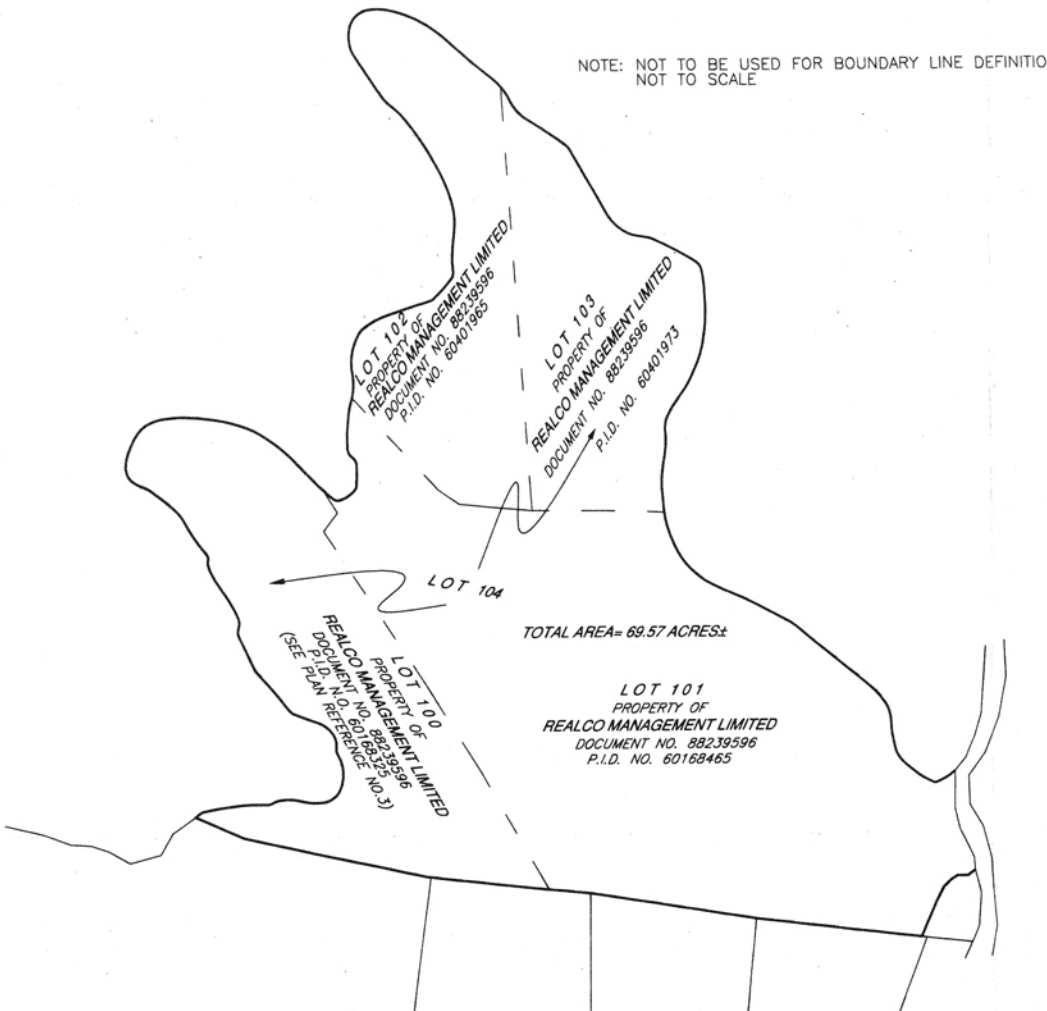 NOTE: NOT TO BE USED FOR BOUNDARY LINE DEFINITIO
NOT TO SCALE
LOT 102
PROPERTY OF
REALCO MANAGEMENT LIMITED
DOCUMENT NO. 88239596
P.I.D. NO. 60401965
LOT 103
PROPERTY OF
REALCO MANAGEMENT LIMITED
DOCUMENT NO. 88239596
P.I.D. NO. 60401973
LOT 104
TOTAL AREA= 69.57 ACRES±
LOT 100
PROPERTY OF
REALCO MANAGEMENT LIMITED
DOCUMENT NO. 88239596
P.I.D. N.O. 60168325
(SEE PLAN REFERENCE NO.3)
LOT 101
PROPERTY OF
REALCO MANAGEMENT LIMITED
DOCUMENT NO. 88239596
P.I.D. NO. 60168465